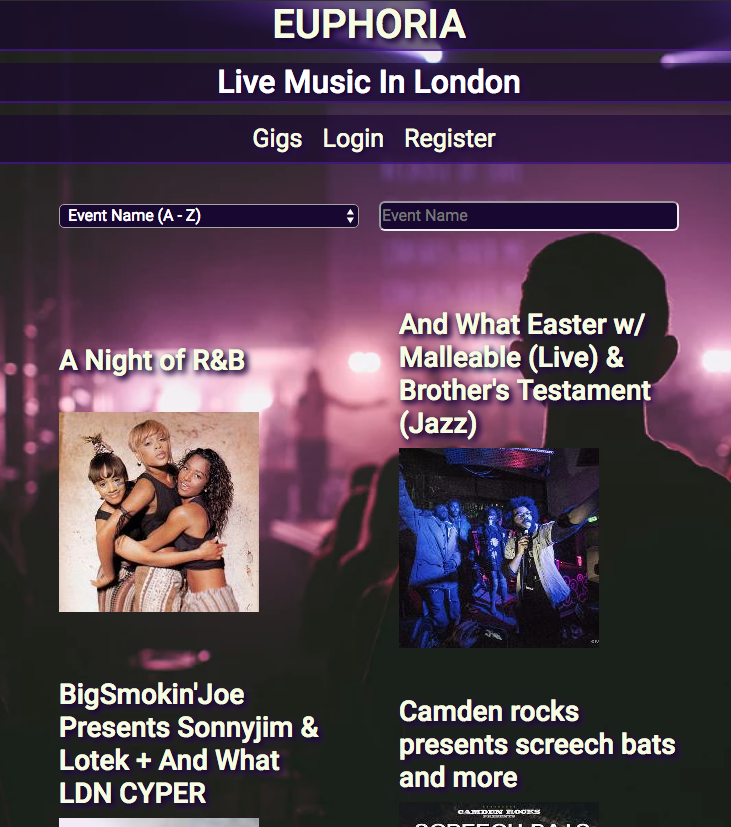 EUPHORIA
Live Music In London
Gigs Login Register
Event Name (A - Z)
Event Name
A Night of R&B
And What Easter w/
Malleable (Live) &
Brother's Testament
(Jazz)
BigSmokin'Joe
Presents Sonnyjim &
Lotek + And What
LDN CYPER
Camden rocks
presents screech bats
and more
CAMDEN ROCKS
PRESENTS
SCREECH BATS